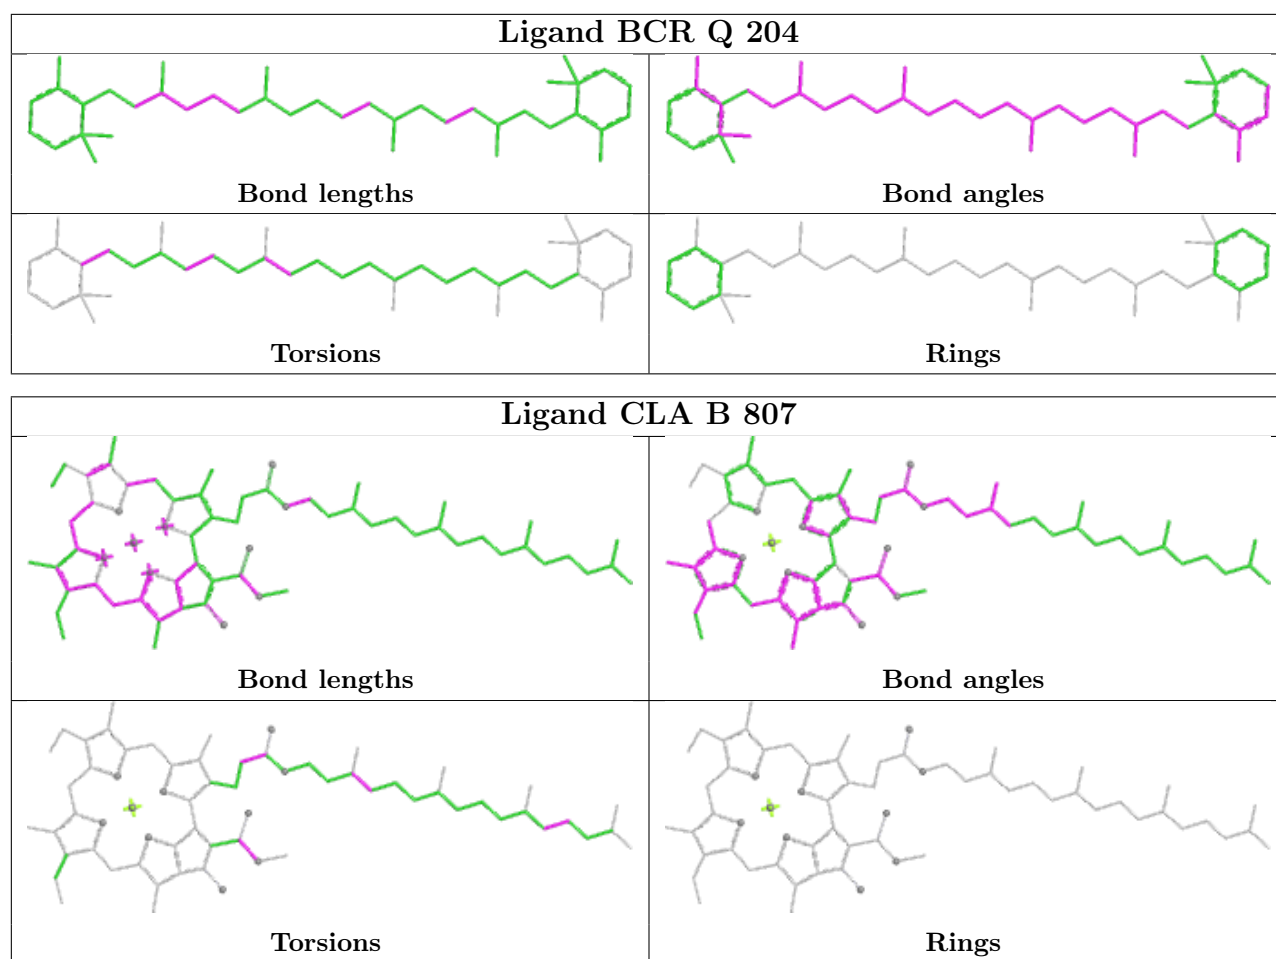 Ligand BCR Q 204
Bond lengths
Bond angles
Torsions
Rings
Ligand CLA B 807
Bond lengths
Bond angles
Torsions
Rings